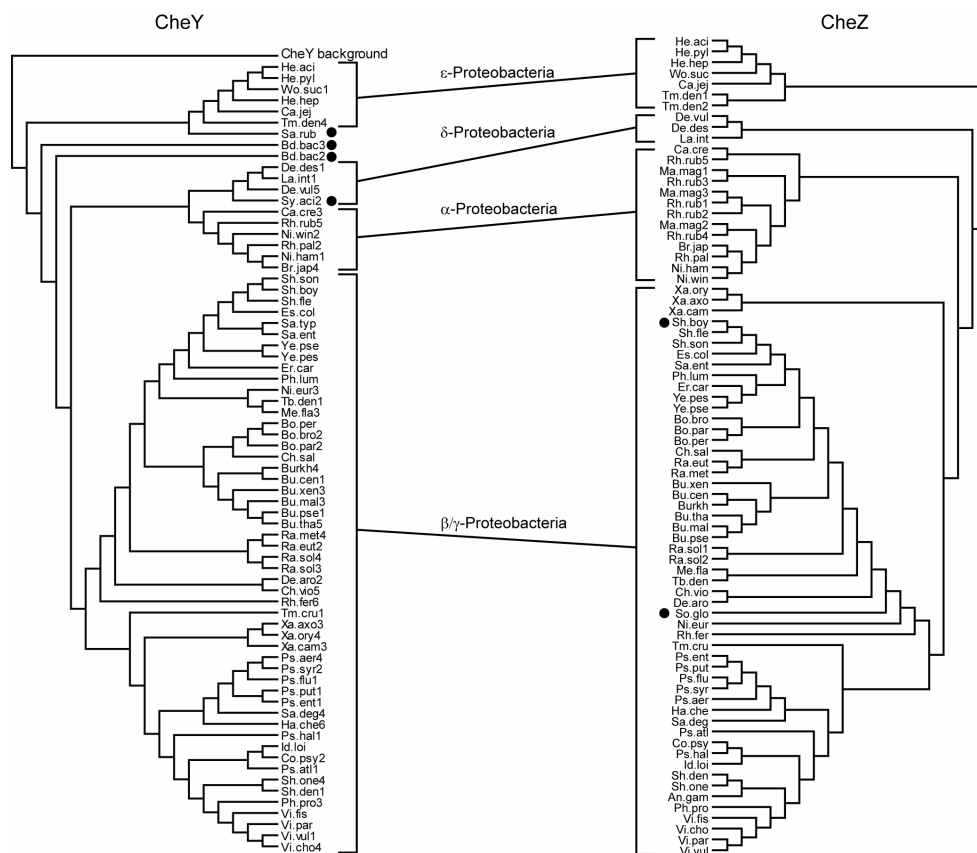 CheY
CheZ
CheY background
He.aci
He.pyl
Wo.suc1
He.hep
Ca.jej
Tm.den4
Sa.rub
Bd.bac3
Bd.bac2
De.des1
La.int1
De.vul5
Sy.aci2
Ca.cre3
Rh.rub5
Ni.win2
Rh.pal2
Ni.ham1
Br.jap4
Sh.son
Sh.boy
Sh.fle
Es.col
Sa.typ
Sa.ent
Ye.pse
Ye.pes
Er.car
Ph.lum
Ni.eur3
Tb.den1
Me.fla3
Bo.per
Bo.bro2
Bo.par2
Ch.sal
Burkh4
Bu.cen1
Bu.xen3
Bu.mal3
Bu.pse1
Bu.tha5
Ra.met4
Ra.eut2
Ra.sol4
Ra.sol3
De.aro2
Ch.vio5
Rh.fer6
Tm.cru1
Xa.axo3
Xa.ory4
Xa.cam3
Ps.aer4
Ps.syr2
Ps.flu1
Ps.put1
Ps.ent1
Sa.deg4
Ha.che6
Ps.hal1
Id.loi
Co.psy2
Ps.atl1
Sh.one4
Sh.den1
Ph.pro3
Vi.fis
Vi.par
Vi.vul1
Vi.cho4
ε-Proteobacteria
δ-Proteobacteria
α-Proteobacteria
β/γ-Proteobacteria
He.aci
He.pyl
He.hep
Wo.suc
Ca.jej
Tm.den1
Tm.den2
De.vul
De.des
La.int
Ca.cre
Rh.rub5
Ma.mag1
Rh.rub3
Ma.mag3
Rh.rub1
Rh.rub2
Ma.mag2
Rh.rub4
Br.jap
Rh.pal
Ni.ham
Ni.win
Xa.ory
Xa.axo
Xa.cam
Sh.boy
Sh.fle
Sh.son
Es.col
Sa.ent
Ph.lum
Er.car
Ye.pes
Ye.pse
Bo.bro
Bo.par
Bo.per
Ch.sal
Ra.eut
Ra.met
Bu.xen
Bu.cen
Burkh
Bu.tha
Bu.mal
Bu.pse
Ra.sol1
Ra.sol2
Me.fla
Tb.den
Ch.vio
De.aro
So.glo
Ni.eur
Rh.fer
Tm.cru
Ps.ent
Ps.put
Ps.flu
Ps.syr
Ps.aer
Ha.che
Sa.deg
Ps.atl
Co.psy
Ps.hal
Id.loi
Sh.den
Sh.one
An.gam
Ph.pro
Vi.fis
Vi.cho
Vi.par
Vi.vul